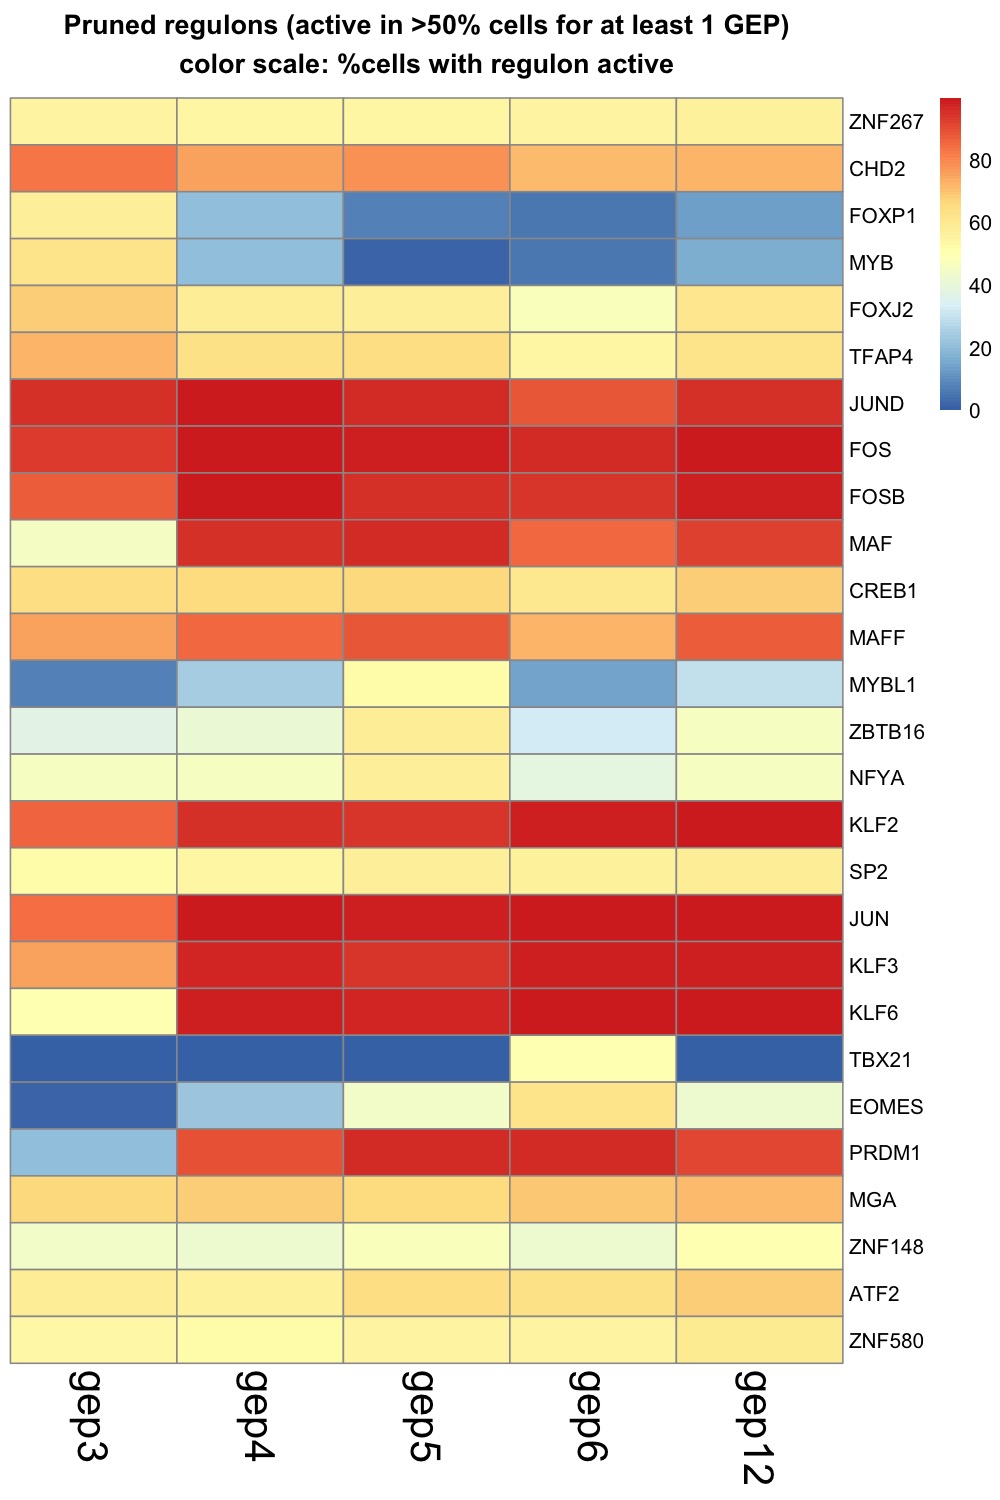 Pruned regulons (active in >50% cells for at least 1 GEP)
color scale: %cells with regulon active
ZNF267
CHD2
FOXP1
MYB
FOXJ2
TFAP4
JUND
FOS
FOSB
MAF
CREB1
MAFF
MYBL1
ZBTB16
NFYA
KLF2
SP2
JUN
KLF3
KLF6
TBX21
EOMES
PRDM1
MGA
ZNF148
ATF2
ZNF580
80
60
40
20
0
gep3
gep4
gep5
gep6
gep12